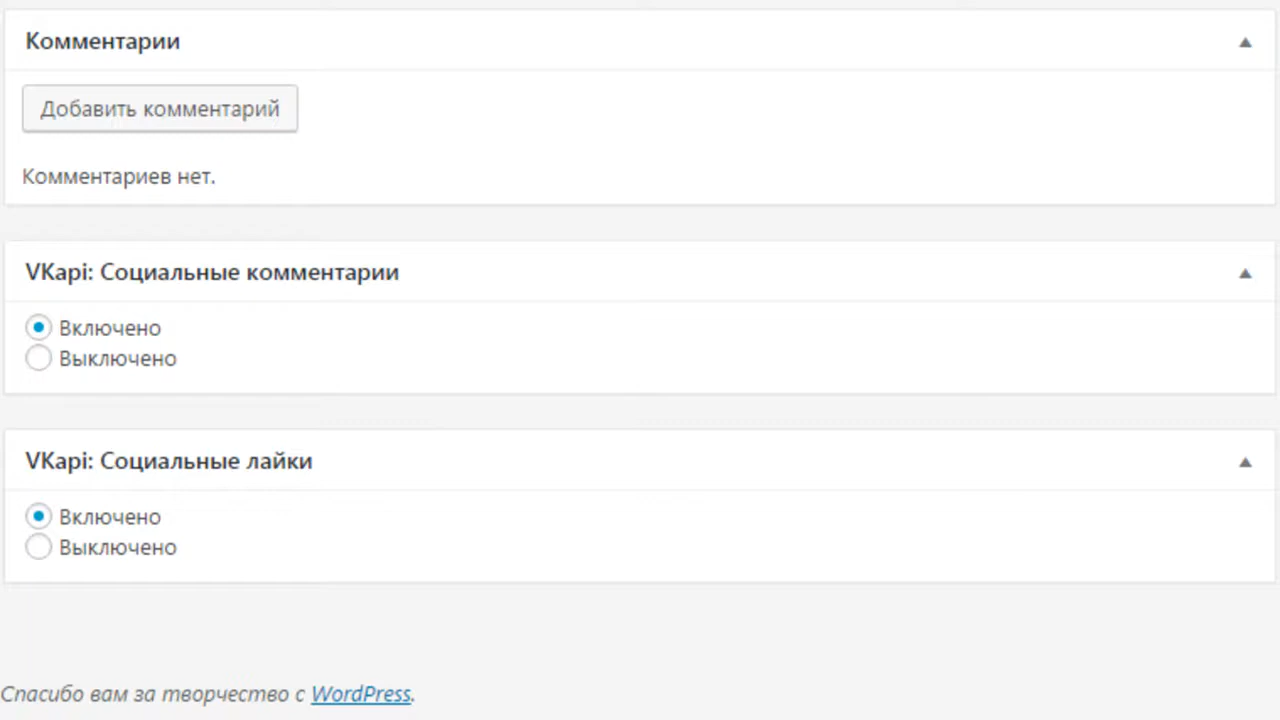 Комментарии
Добавить комментарий
Комментариев нет.
VKapi: Социальные комментарии
Включено
Выключено
VKapi: Социальные лайки
Включено
Выключено
Спасибо вам за творчество с WordPress.